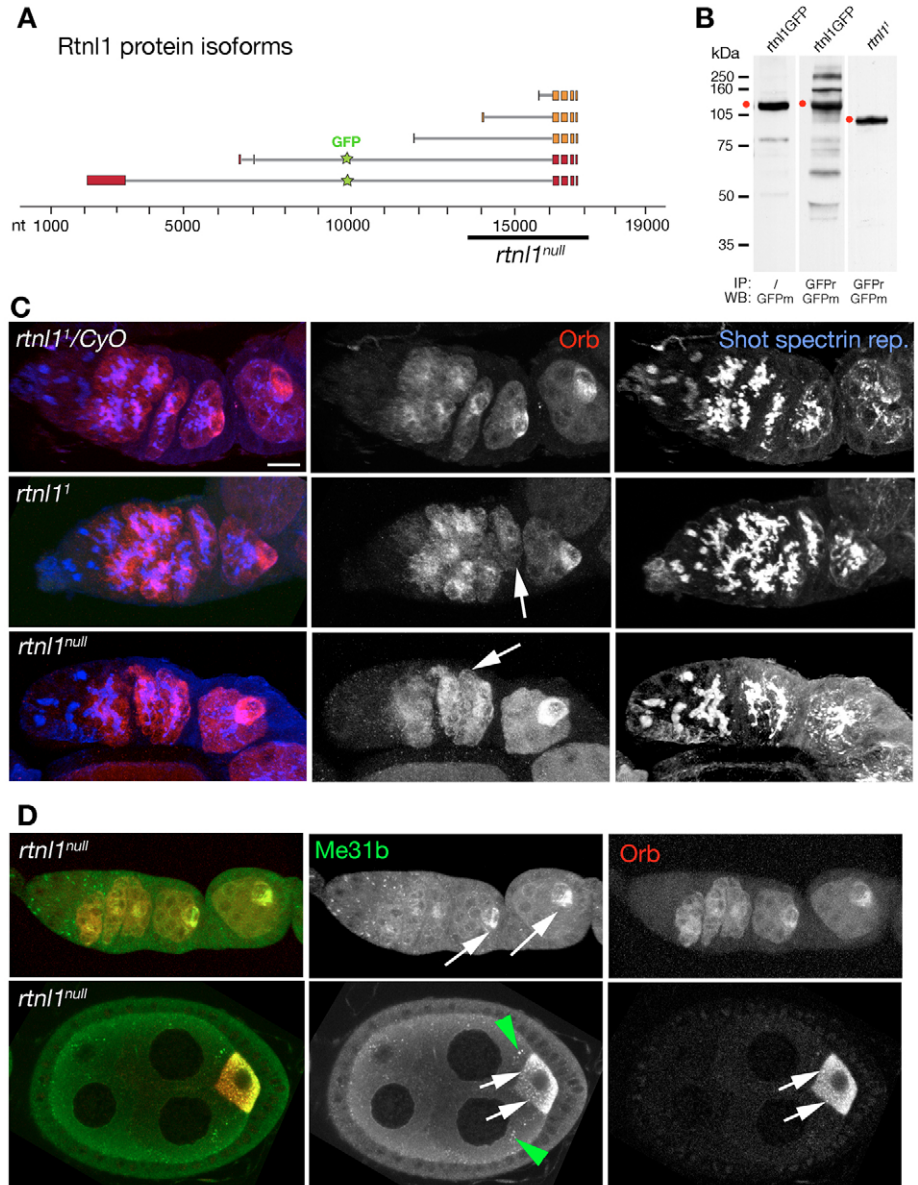 A
Rtnl1 protein isoforms
GFP
nt 1000 5000 10000 15000 19000
rtnl1null
B
rtnl1GFP rtnl1GFP rtnl11
kDa
250
160
105
75
50
35
IP: / GFPr GFPr
WB: GFPm GFPm GFPm
C
rtnl11/CyO Orb Shot spectrin rep.
rtnl11
rtnl1null
D
rtnl1null Me31b Orb
rtnl1null